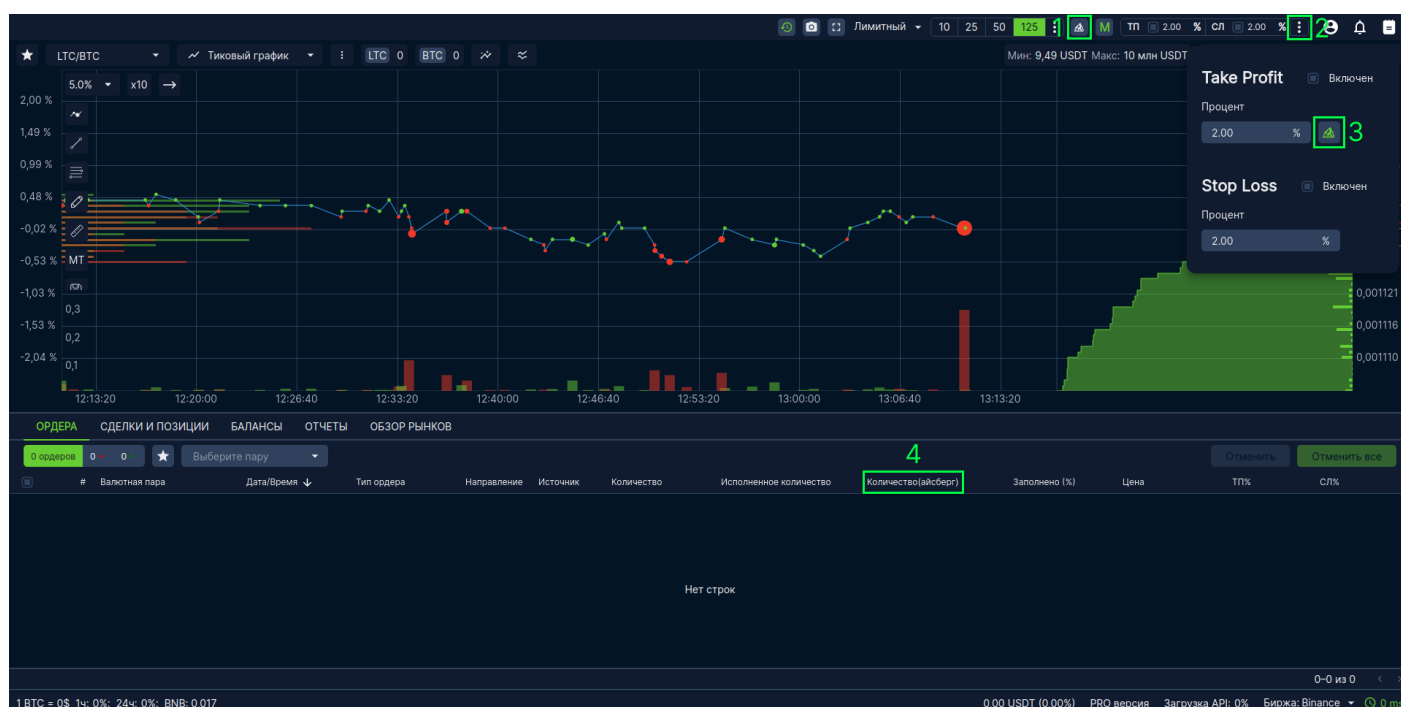 Лимитный 10 25 50 125 1 M ТП 2.00 % СЛ 2.00 % 2
LTC/BTC Тиковый график LTC 0 BTC 0 Мин: 9,49 USDT Макс: 10 млн USDT
5.0% x10
Take Profit Включен
Процент
2.00 % 3
Stop Loss Включен
Процент
2.00 %
2,00 %
1,49 %
0,99 %
0,48 %
-0,02 %
-0,53 %
-1,03 %
-1,53 %
-2,04 %
МТ
0,3
0,2
0,1
0,001121
0,001116
0,001110
12:13:20 12:20:00 12:26:40 12:33:20 12:40:00 12:46:40 12:53:20 13:00:00 13:06:40 13:13:20
ОРДЕРА СДЕЛКИ И ПОЗИЦИИ БАЛАНСЫ ОТЧЕТЫ ОБЗОР РЫНКОВ
0 ордеров 0 0 Выберите пару 4 Отменить Отменить все
# Валютная пара Дата/Время Тип ордера Направление Источник Количество Исполненное количество Количество(айсберг) Заполнено (%) Цена ТП% СЛ%
Нет строк
0–0 из 0
1 BTC = 0$ 1ч: 0%; 24ч: 0%; BNB: 0.017 0.00 USDT (0.00%) PRO версия Загрузка API: 0% Биржа: Binance 0 ms